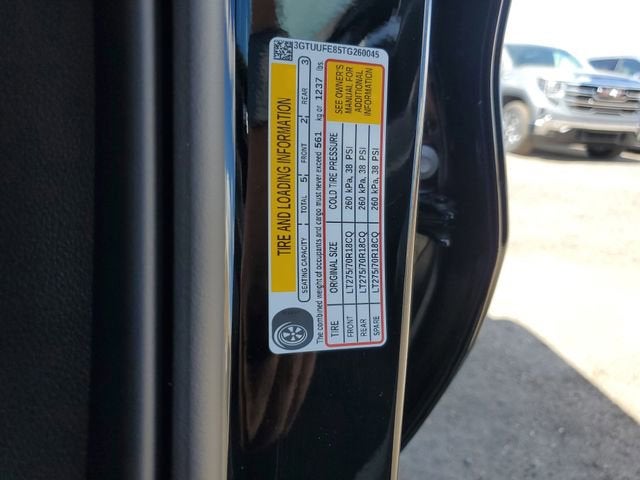 3GTUUFE85TG260045
TIRE AND LOADING INFORMATION
SEATING CAPACITY TOTAL 5 FRONT 2 REAR 3
The combined weight of occupants and cargo must never exceed 561 kg or 1237 lbs.
TIRE ORIGINAL SIZE COLD TIRE PRESSURE
FRONT LT275/70R18CQ 260 kPa, 38 PSI
REAR LT275/70R18CQ 260 kPa, 38 PSI
SPARE LT275/70R18CQ 260 kPa, 38 PSI
SEE OWNER'S
MANUAL FOR
ADDITIONAL
INFORMATION